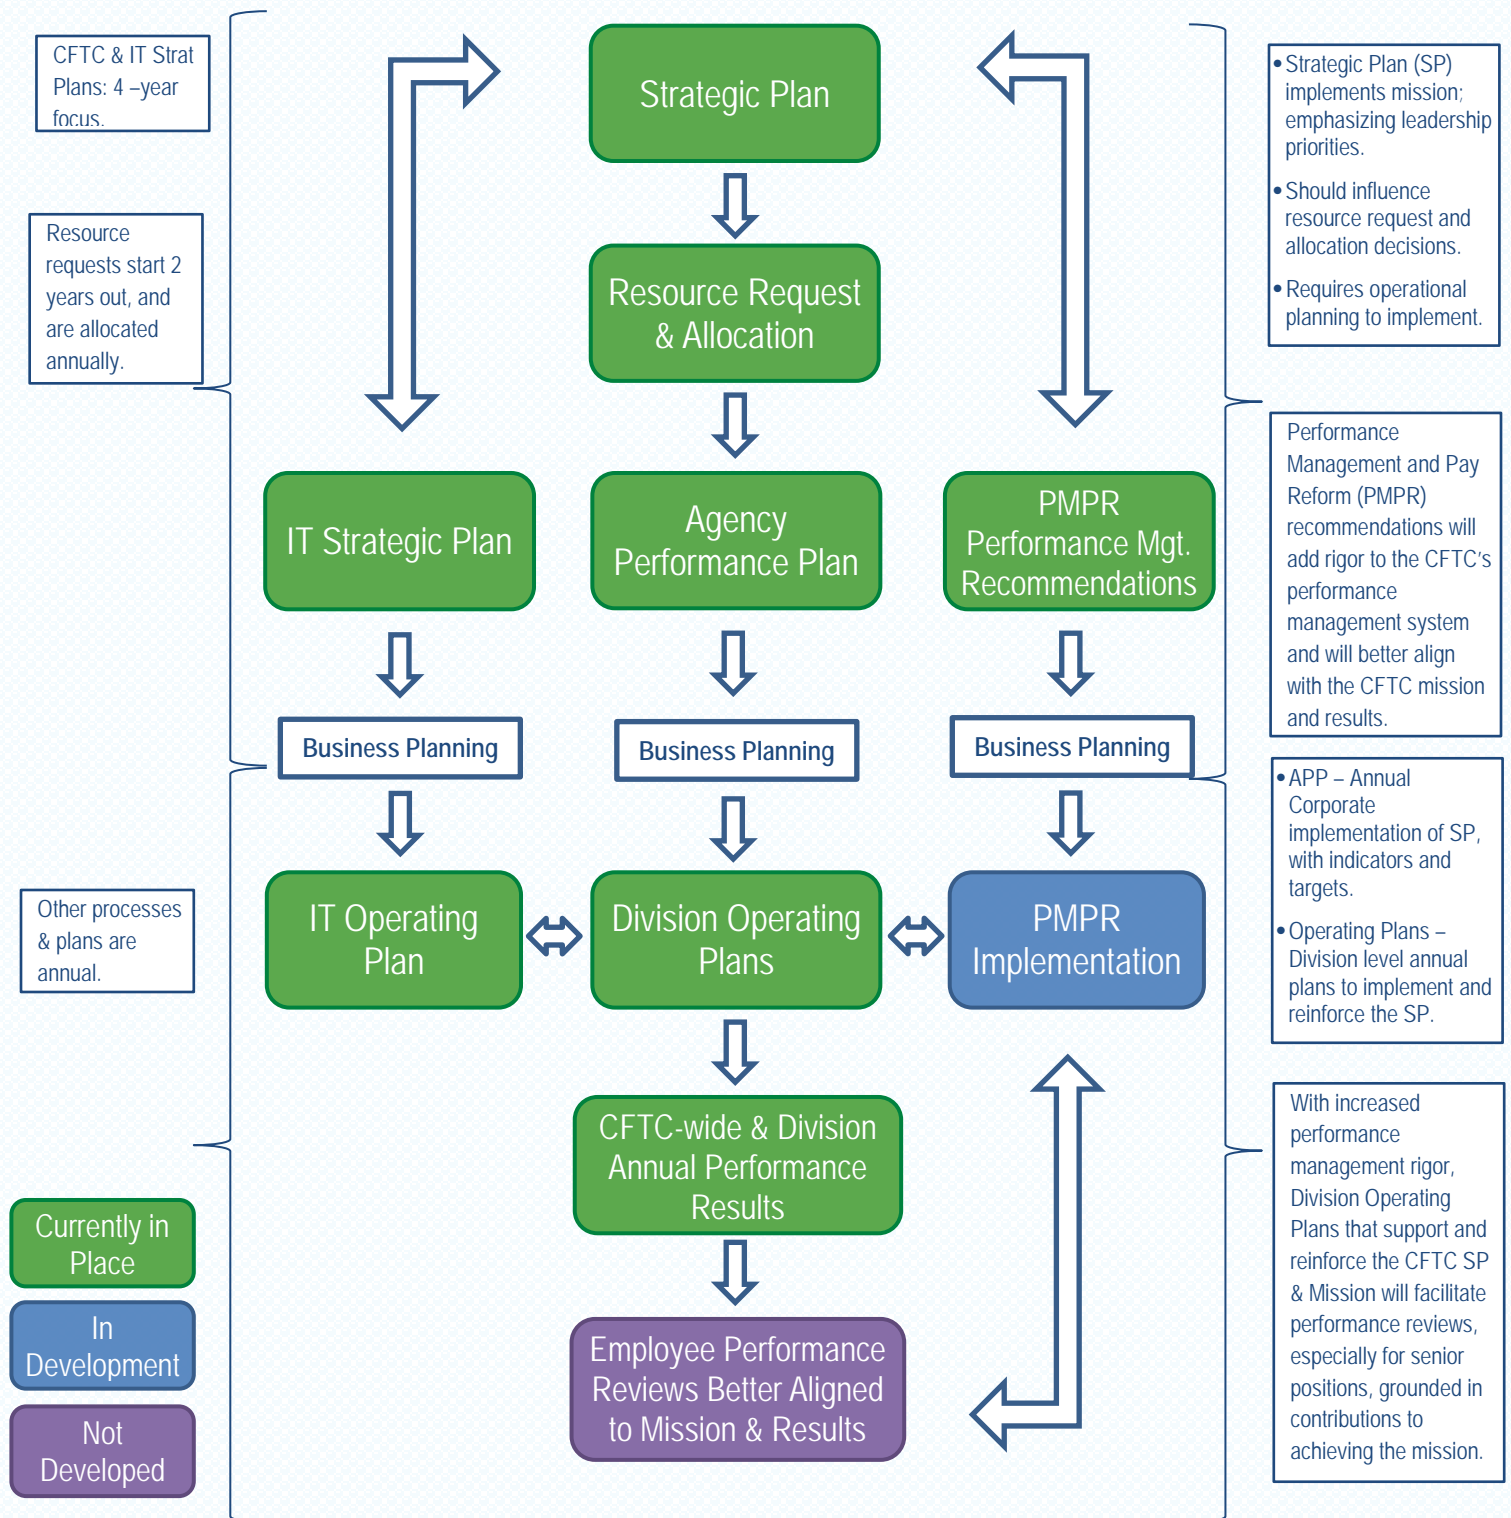 CFTC & IT Strat
Plans: 4 –year
focus.
Resource
requests start 2
years out, and
are allocated
annually.
Other processes
& plans are
annual.
Currently in
Place
In
Development
Not
Developed
Strategic Plan
Resource Request
& Allocation
IT Strategic Plan
Agency
Performance Plan
PMPR
Performance Mgt.
Recommendations
Business Planning
Business Planning
Business Planning
IT Operating
Plan
Division Operating
Plans
PMPR
Implementation
CFTC-wide & Division
Annual Performance
Results
Employee Performance
Reviews Better Aligned
to Mission & Results
• Strategic Plan (SP)
implements mission;
emphasizing leadership
priorities.
• Should influence
resource request and
allocation decisions.
• Requires operational
planning to implement.
Performance
Management and Pay
Reform (PMPR)
recommendations will
add rigor to the CFTC's
performance
management system
and will better align
with the CFTC mission
and results.
• APP – Annual
Corporate
implementation of SP,
with indicators and
targets.
• Operating Plans –
Division level annual
plans to implement and
reinforce the SP.
With increased
performance
management rigor,
Division Operating
Plans that support and
reinforce the CFTC SP
& Mission will facilitate
performance reviews,
especially for senior
positions, grounded in
contributions to
achieving the mission.